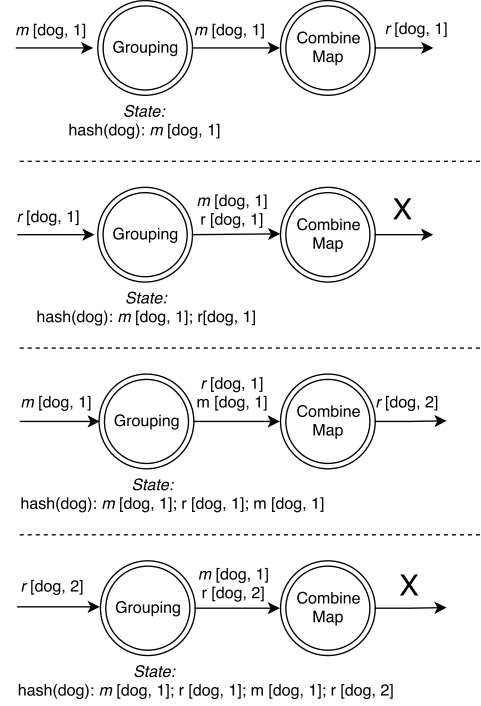 m [dog, 1]
Grouping
m [dog, 1]
Combine
Map
r [dog, 1]
State:
hash(dog): m [dog, 1]
r [dog, 1]
Grouping
m [dog, 1]
r [dog, 1]
Combine
Map
X
State:
hash(dog): m [dog, 1]; r[dog, 1]
m [dog, 1]
Grouping
r [dog, 1]
m [dog, 1]
Combine
Map
r [dog, 2]
State:
hash(dog): m [dog, 1]; r [dog, 1]; m [dog, 1]
r [dog, 2]
Grouping
m [dog, 1]
r [dog, 2]
Combine
Map
X
State:
hash(dog): m [dog, 1]; r [dog, 1]; m [dog, 1]; r [dog, 2]